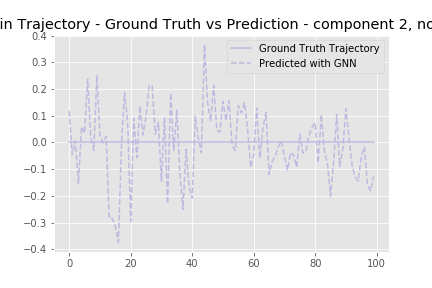 in Trajectory - Ground Truth vs Prediction - component 2, no
Ground Truth Trajectory
Predicted with GNN
0.4
0.3
0.2
0.1
0.0
−0.1
−0.2
−0.3
−0.4
0 20 40 60 80 100